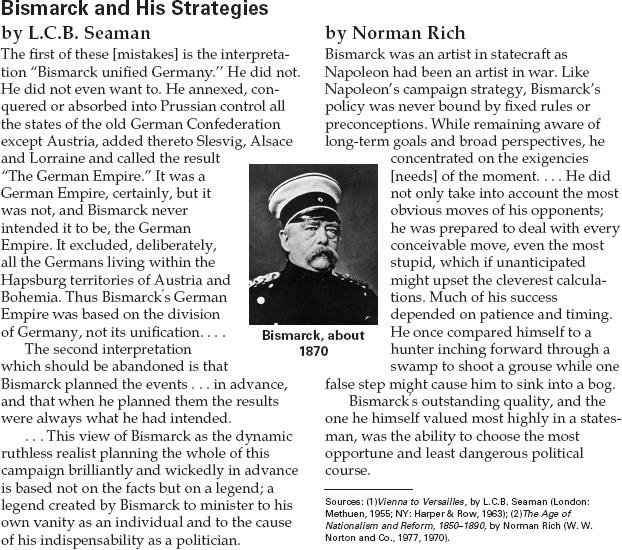 Bismarck and His Strategies
by L.C.B. Seaman
The first of these [mistakes] is the interpreta-
tion “Bismarck unified Germany.’’ He did not.
He did not even want to. He annexed, con-
quered or absorbed into Prussian control all
the states of the old German Confederation
except Austria, added thereto Slesvig, Alsace
and Lorraine and called the result
“The German Empire.” It was a
German Empire, certainly, but it
was not, and Bismarck never
intended it to be, the German
Empire. It excluded, deliberately,
all the Germans living within the
Hapsburg territories of Austria and
Bohemia. Thus Bismarck's German
Empire was based on the division
of Germany, not its unification. . . .
The second interpretation
which should be abandoned is that
Bismarck planned the events . . . in advance,
and that when he planned them the results
were always what he had intended.
. . . This view of Bismarck as the dynamic
ruthless realist planning the whole of this
campaign brilliantly and wickedly in advance
is based not on the facts but on a legend; a
legend created by Bismarck to minister to his
own vanity as an individual and to the cause
of his indispensability as a politician.
Bismarck, about
1870
by Norman Rich
Bismarck was an artist in statecraft as
Napoleon had been an artist in war. Like
Napoleon’s campaign strategy, Bismarck’s
policy was never bound by fixed rules or
preconceptions. While remaining aware of
long-term goals and broad perspectives, he
concentrated on the exigencies
[needs] of the moment. . . . He did
not only take into account the most
obvious moves of his opponents;
he was prepared to deal with every
conceivable move, even the most
stupid, which if unanticipated
might upset the cleverest calcula-
tions. Much of his success
depended on patience and timing.
He once compared himself to a
hunter inching forward through a
swamp to shoot a grouse while one
false step might cause him to sink into a bog.
Bismarck's outstanding quality, and the
one he himself valued most highly in a states-
man, was the ability to choose the most
opportune and least dangerous political
course.
Sources: (1)Vienna to Versailles, by L.C.B. Seaman (London:
Methuen, 1955; NY: Harper & Row, 1963); (2)The Age of
Nationalism and Reform, 1850–1890, by Norman Rich (W. W.
Norton and Co., 1977, 1970).